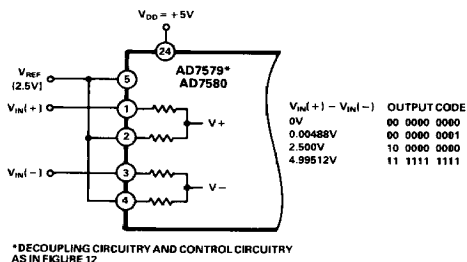 V_DD = +5V
24
AD7579*
AD7580
V_REF
(2.5V)
5
V_IN(+)
1
V+
2
V_IN(−)
3
V−
4
V_IN(+) − V_IN(−) OUTPUT CODE
0V 00 0000 0000
0.00488V 00 0000 0001
2.500V 10 0000 0000
4.99512V 11 1111 1111
*DECOUPLING CIRCUITRY AND CONTROL CIRCUITRY
AS IN FIGURE 12